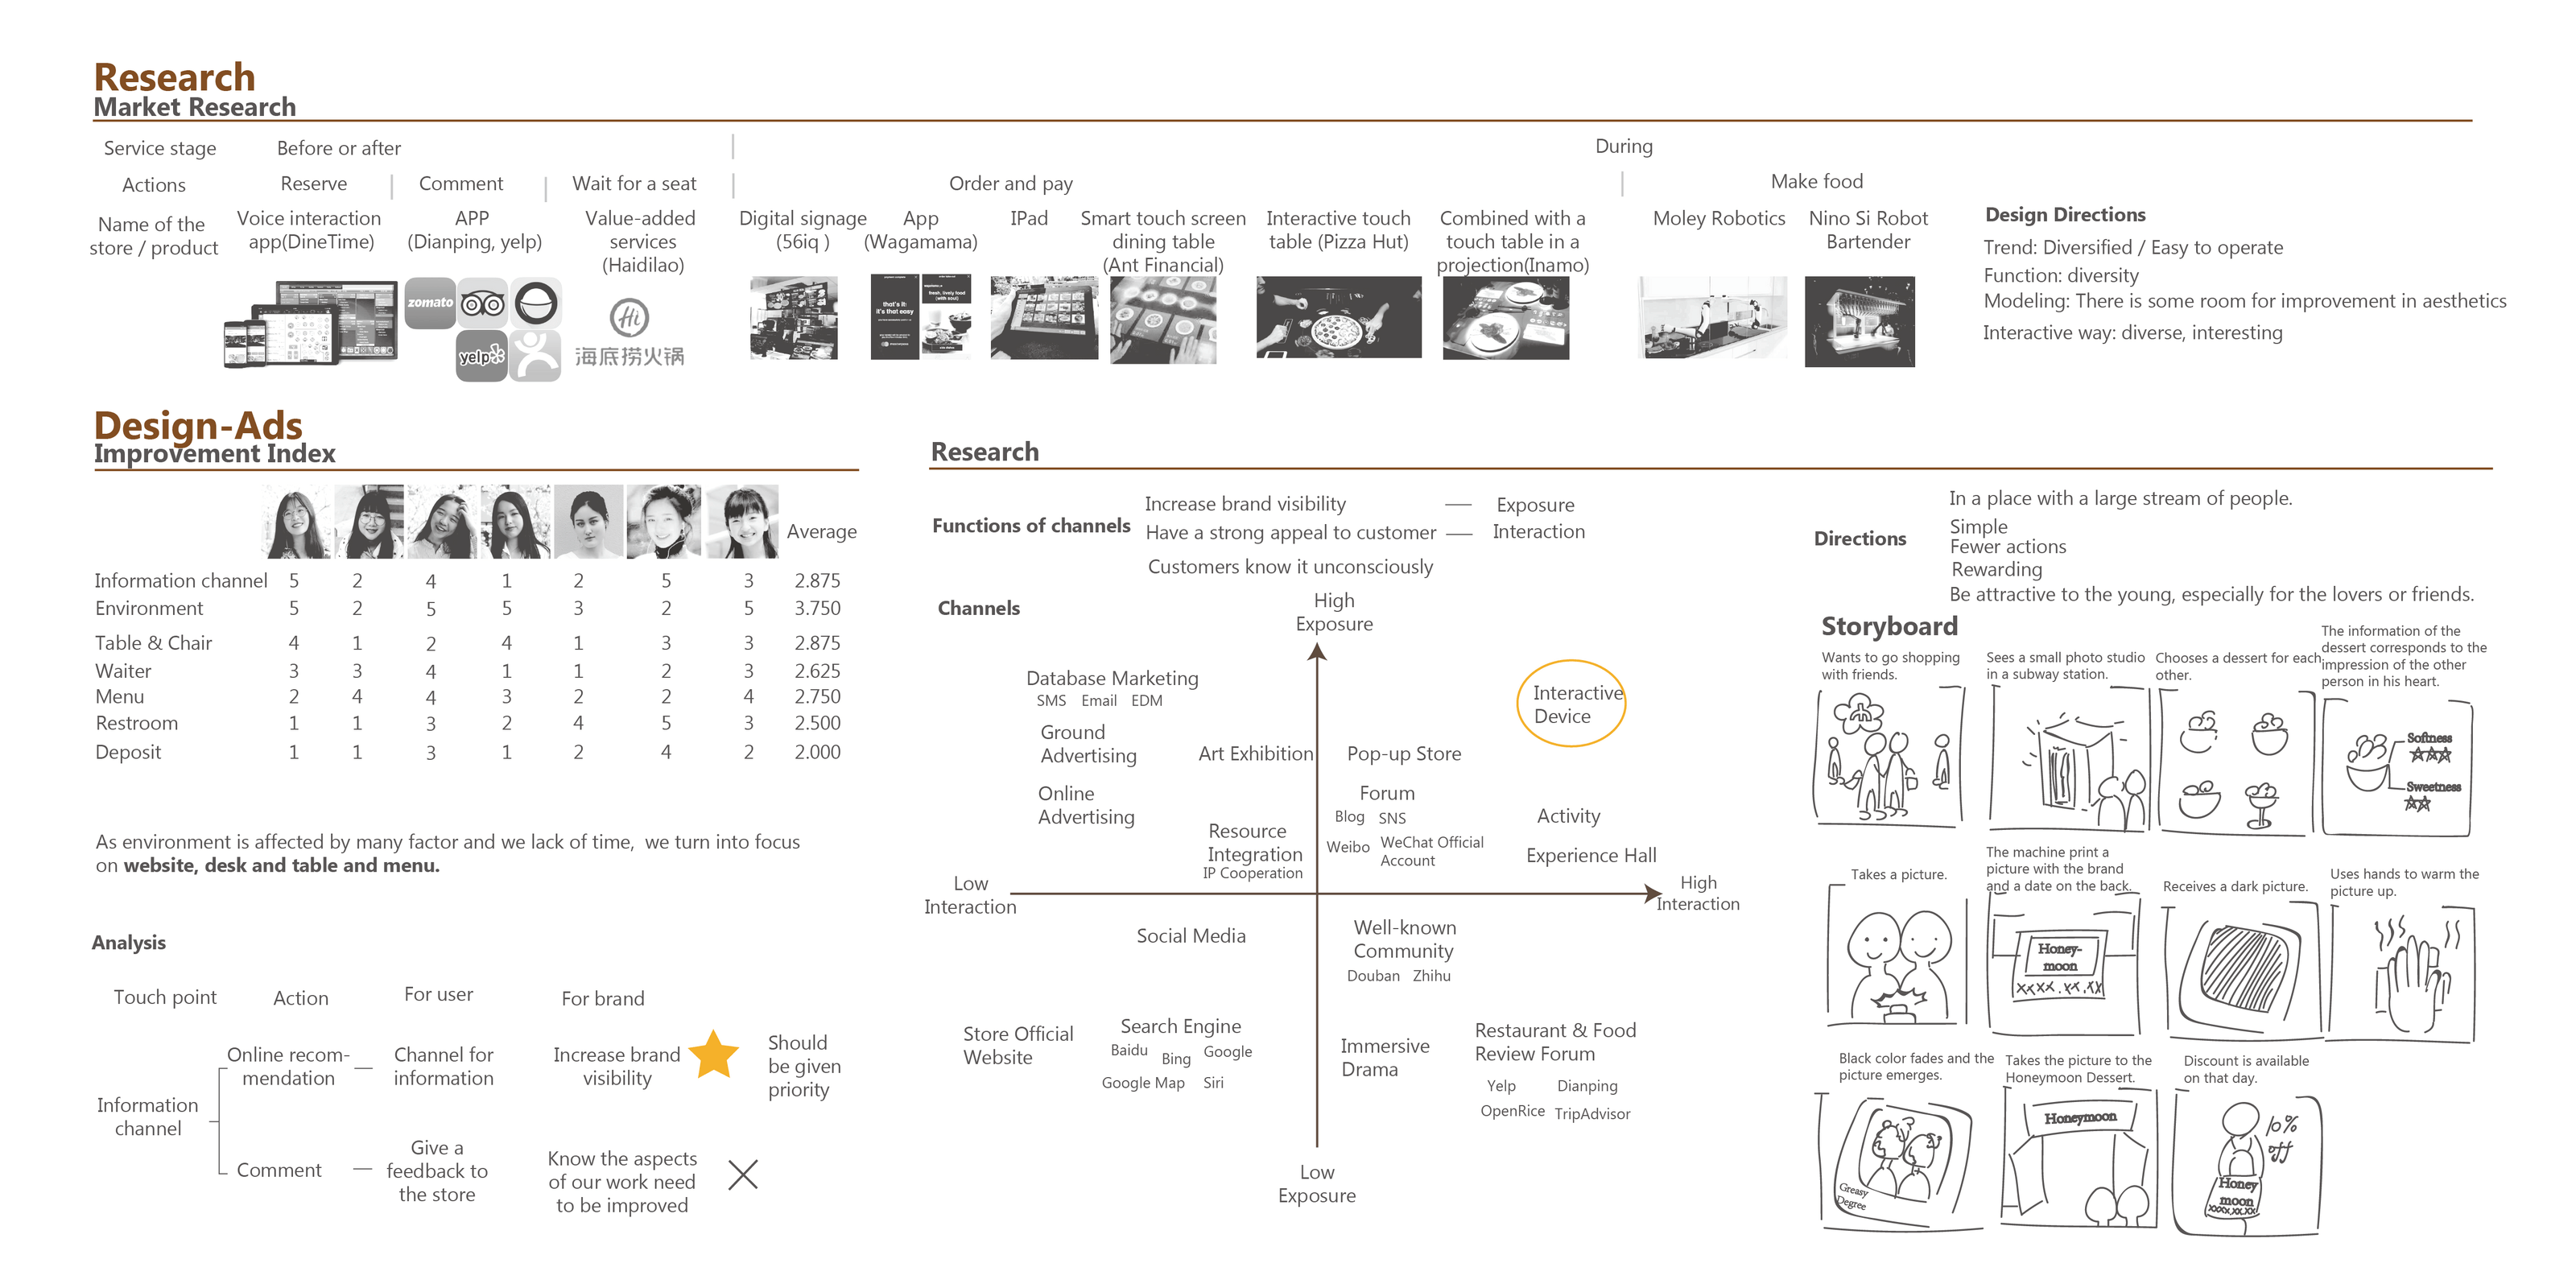 Research
Market Research
Service stage
Before or after
During
Actions
Reserve
Comment
Wait for a seat
Order and pay
Make food
Name of the
store / product
Voice interaction
app(DineTime)
APP
(Dianping, yelp)
Value-added
services
(Haidilao)
Digital signage
(56iq )
App
(Wagamama)
IPad
Smart touch screen
dining table
(Ant Financial)
Interactive touch
table (Pizza Hut)
Combined with a
touch table in a
projection(Inamo)
Moley Robotics
Nino Si Robot
Bartender
zomato
yelp
Hi
海底捞火锅
that's it:
it's that easy
fresh, lively food
(with soul)
Design Directions
Trend: Diversified / Easy to operate
Function: diversity
Modeling: There is some room for improvement in aesthetics
Interactive way: diverse, interesting
Design-Ads
Improvement Index
Average
Information channel 5 2 4 1 2 5 3 2.875
Environment 5 2 5 5 3 2 5 3.750
Table & Chair 4 1 2 4 1 3 3 2.875
Waiter 3 3 4 1 1 2 3 2.625
Menu 2 4 4 3 2 2 4 2.750
Restroom 1 1 3 2 4 5 3 2.500
Deposit 1 1 3 1 2 4 2 2.000
As environment is affected by many factor and we lack of time, we turn into focus
on website, desk and table and menu.
Analysis
Touch point
Action
For user
For brand
Information
channel
Online recom-
mendation
Channel for
information
Increase brand
visibility
Should
be given
priority
Comment
Give a
feedback to
the store
Know the aspects
of our work need
to be improved
Research
Functions of channels
Increase brand visibility
Exposure
Have a strong appeal to customer
Interaction
Customers know it unconsciously
Channels
High
Exposure
Database Marketing
SMS Email EDM
Ground
Advertising
Online
Advertising
Art Exhibition
Resource
Integration
IP Cooperation
Pop-up Store
Forum
Blog SNS
Weibo
WeChat Official
Account
Interactive
Device
Activity
Experience Hall
Low
Interaction
High
Interaction
Social Media
Well-known
Community
Douban Zhihu
Store Official
Website
Search Engine
Baidu Bing Google
Google Map Siri
Immersive
Drama
Restaurant & Food
Review Forum
Yelp Dianping
OpenRice TripAdvisor
Low
Exposure
Directions
In a place with a large stream of people.
Simple
Fewer actions
Rewarding
Be attractive to the young, especially for the lovers or friends.
Storyboard
Wants to go shopping
with friends.
Sees a small photo studio
in a subway station.
Chooses a dessert for each
other.
The information of the
dessert corresponds to the
impression of the other
person in his heart.
Softness
Sweetness
Takes a picture.
The machine print a
picture with the brand
and a date on the back.
Honey-
moon
xxxx.xx.xx
Receives a dark picture.
Uses hands to warm the
picture up.
Black color fades and the
picture emerges.
Greasy
Degree
Takes the picture to the
Honeymoon Dessert.
Honeymoon
Discount is available
on that day.
10%
off
Honey
moon
xxxx.xx.xx